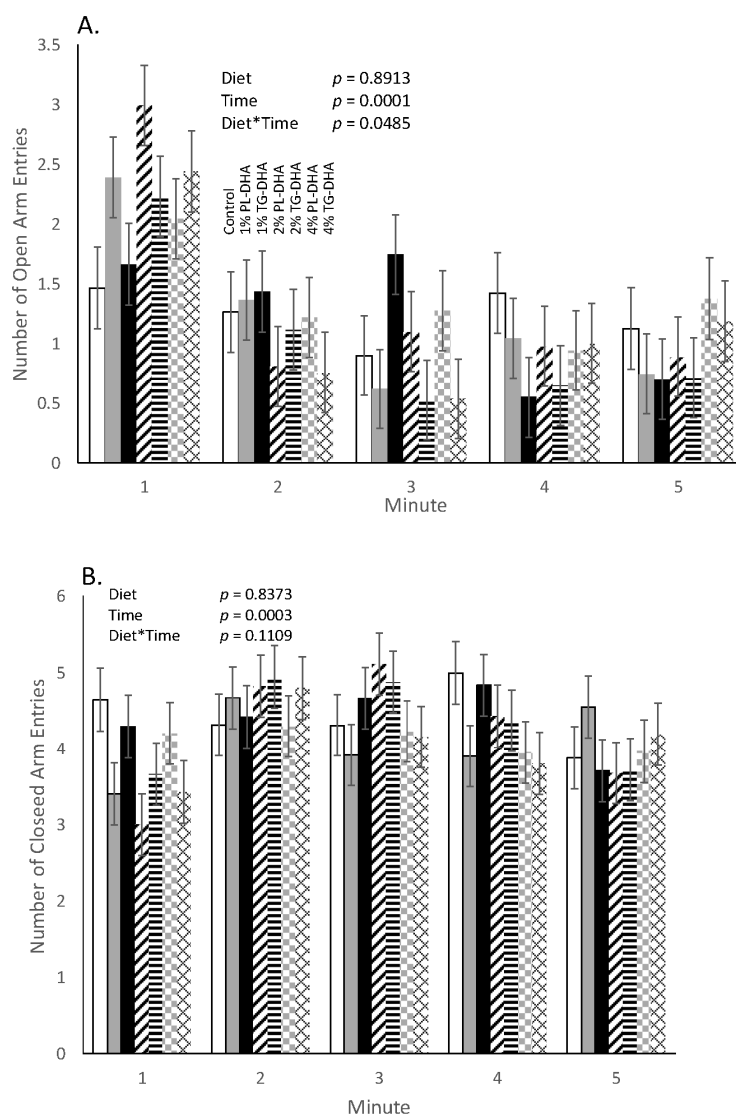 A.
3.5
3
2.5
2
1.5
1
0.5
0
Number of Open Arm Entries
Diet p = 0.8913
Time p = 0.0001
Diet*Time p = 0.0485
Control
1% PL-DHA
1% TG-DHA
2% PL-DHA
2% TG-DHA
4% PL-DHA
4% TG-DHA
1 2 3 4 5
Minute
B.
6
5
4
3
2
1
0
Number of Closeed Arm Entries
Diet p = 0.8373
Time p = 0.0003
Diet*Time p = 0.1109
1 2 3 4 5
Minute